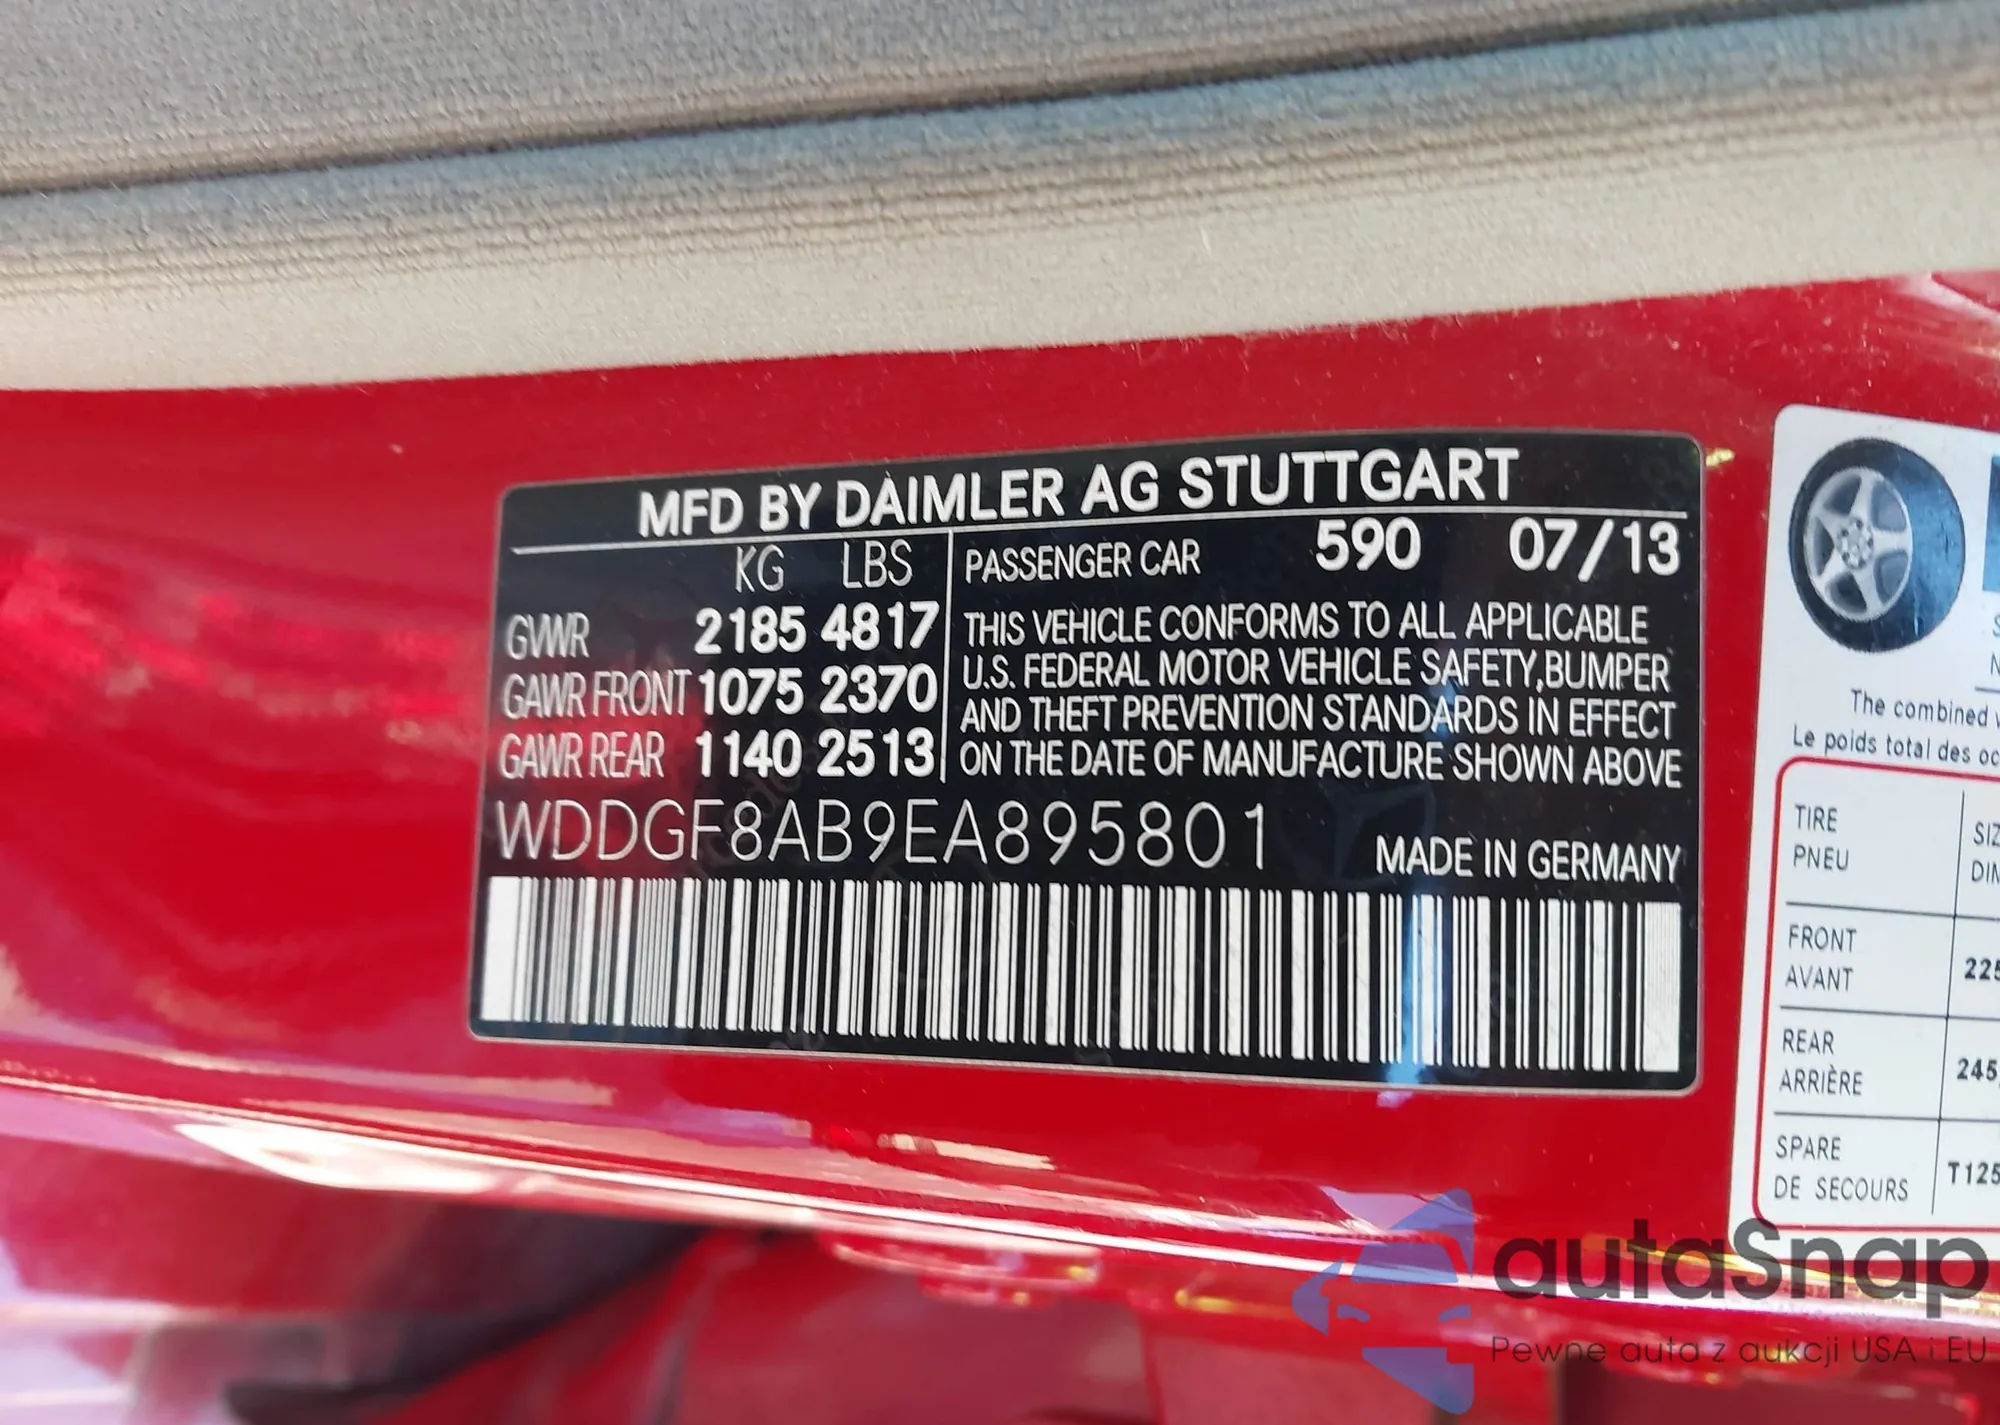 MFD BY DAIMLER AG STUTTGART
KG LBS
GVWR 2185 4817
GAWR FRONT 1075 2370
GAWR REAR 1140 2513
PASSENGER CAR 590 07/13
THIS VEHICLE CONFORMS TO ALL APPLICABLE
U.S. FEDERAL MOTOR VEHICLE SAFETY,BUMPER
AND THEFT PREVENTION STANDARDS IN EFFECT
ON THE DATE OF MANUFACTURE SHOWN ABOVE
WDDGF8AB9EA895801
MADE IN GERMANY
The combined
Le poids total des
TIRE
PNEU
FRONT
AVANT
225
REAR
ARRIÈRE
245
SPARE
DE SECOURS
T125
autaSnap
Pewne auta z aukcji USA i EU